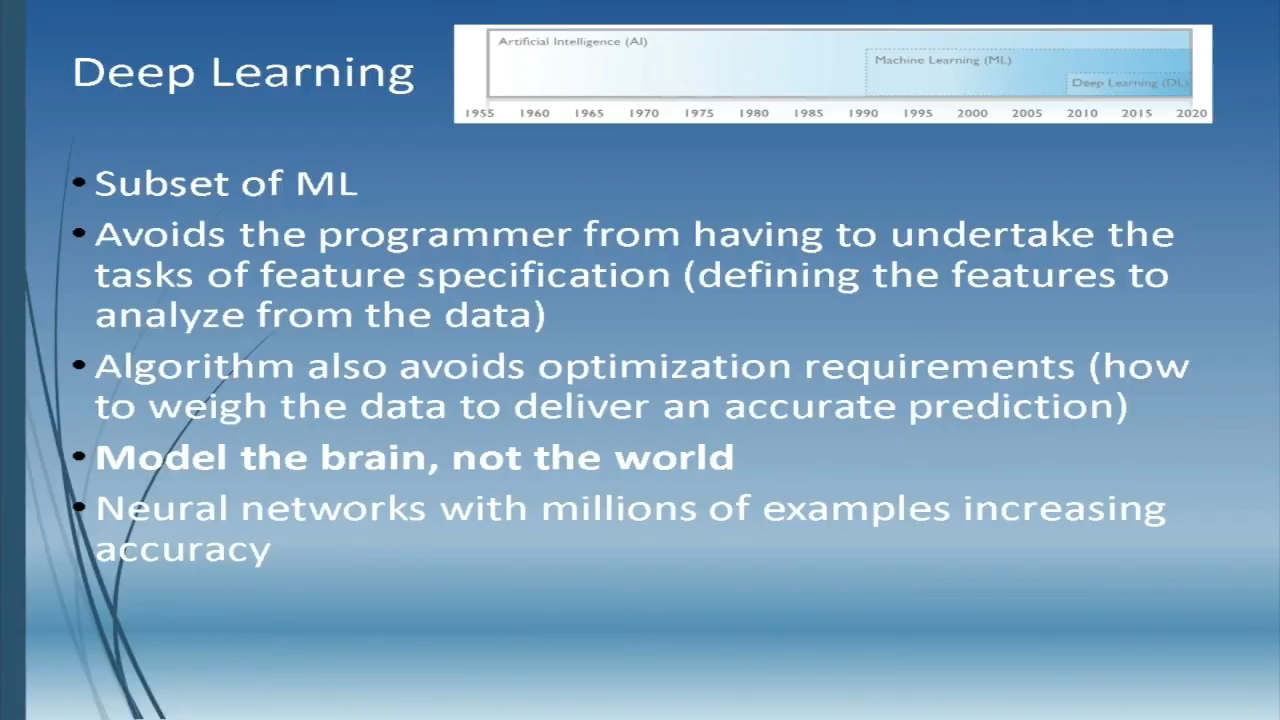 Deep Learning
Artificial Intelligence (AI)
Machine Learning (ML)
Deep Learning (DL)
1955 1960 1965 1970 1975 1980 1985 1990 1995 2000 2005 2010 2015 2020
• Subset of ML
• Avoids the programmer from having to undertake the
tasks of feature specification (defining the features to
analyze from the data)
• Algorithm also avoids optimization requirements (how
to weigh the data to deliver an accurate prediction)
• Model the brain, not the world
• Neural networks with millions of examples increasing
accuracy